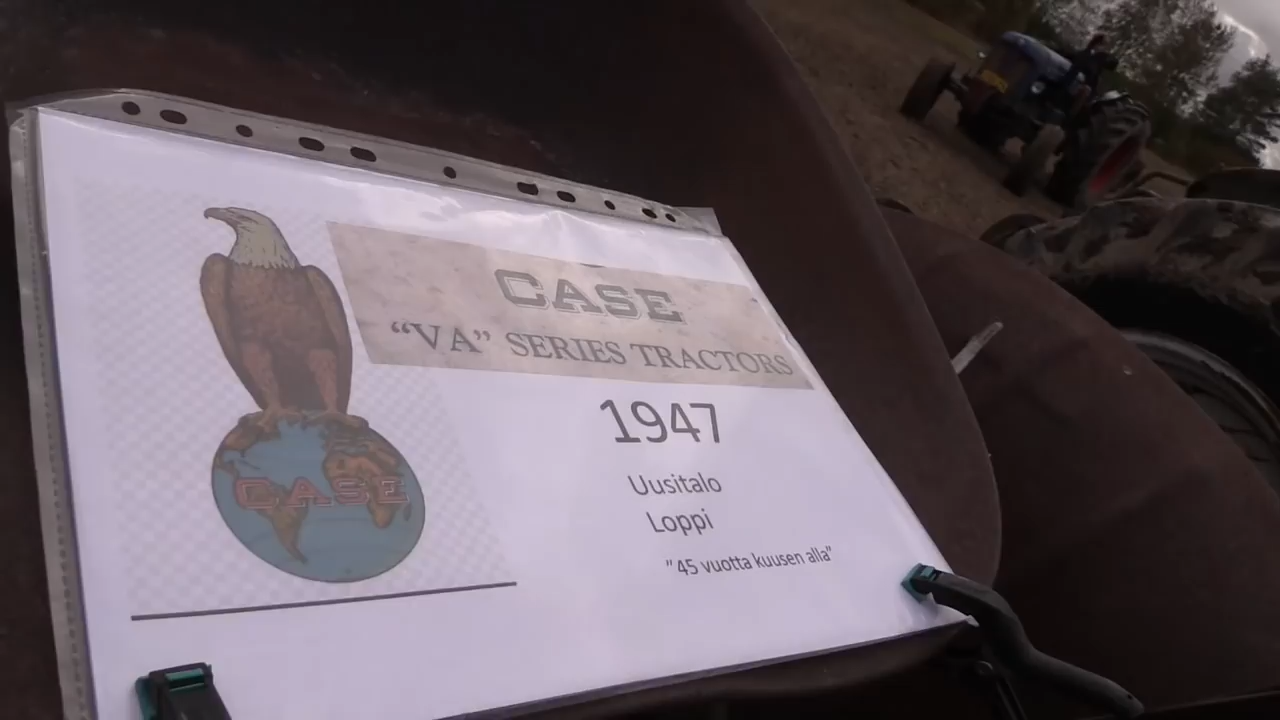 CASE
"VA" SERIES TRACTORS
CASE
1947
Uusitalo
Loppi
"45 vuotta kuusen alla"